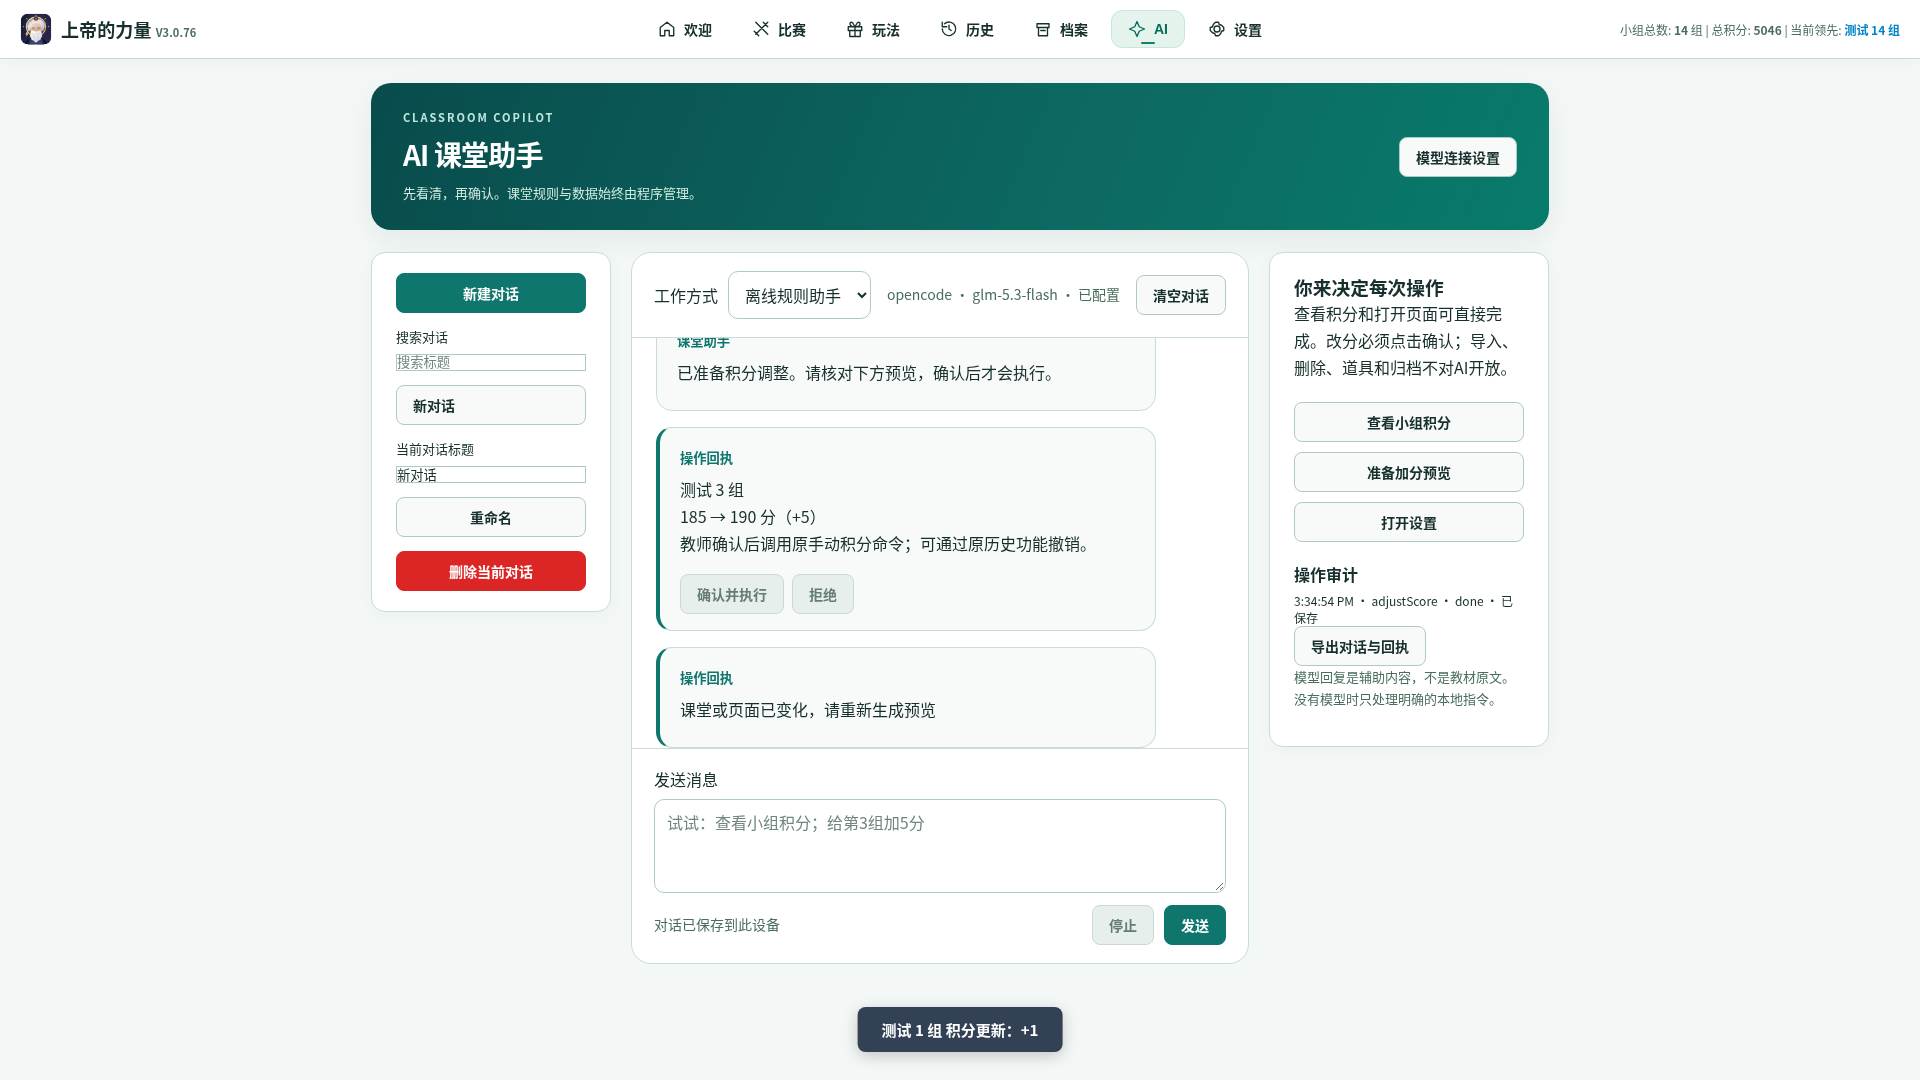 上帝的力量 V3.0.76
欢迎
比赛
玩法
历史
档案
AI
设置
小组总数: 14 组 | 总积分: 5046 | 当前领先: 测试 14 组
CLASSROOM COPILOT
AI 课堂助手
先看清，再确认。课堂规则与数据始终由程序管理。
模型连接设置
新建对话
搜索对话
搜索标题
新对话
当前对话标题
新对话
重命名
删除当前对话
工作方式
离线规则助手
opencode · glm-5.3-flash · 已配置
清空对话
课堂助手
已准备积分调整。请核对下方预览，确认后才会执行。
操作回执
测试 3 组
185 → 190 分（+5）
教师确认后调用原手动积分命令；可通过原历史功能撤销。
确认并执行
拒绝
操作回执
课堂或页面已变化，请重新生成预览
发送消息
试试：查看小组积分；给第3组加5分
对话已保存到此设备
停止
发送
你来决定每次操作
查看积分和打开页面可直接完
成。改分必须点击确认；导入、
删除、道具和归档不对AI开放。
查看小组积分
准备加分预览
打开设置
操作审计
3:34:54 PM · adjustScore · done · 已
保存
导出对话与回执
模型回复是辅助内容，不是教材原文。
没有模型时只处理明确的本地指令。
测试 1 组 积分更新：+1